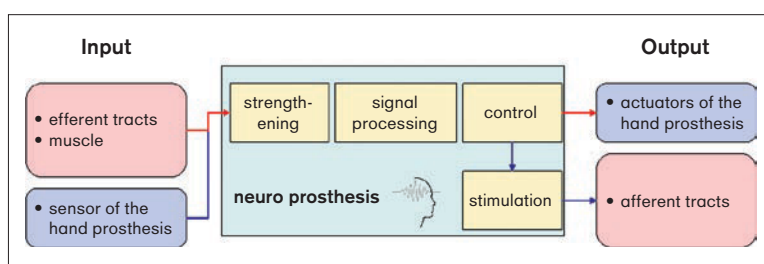 Input
Output
• efferent tracts
• muscle
• sensor of the
hand prosthesis
strength-
ening
signal
processing
control
neuro prosthesis
stimulation
• actuators of the
hand prosthesis
• afferent tracts